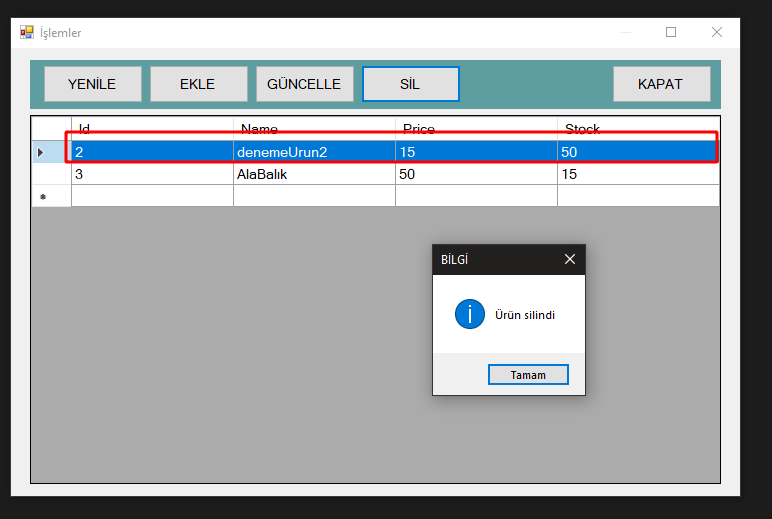 İşlemler
YENİLE EKLE GÜNCELLE SİL KAPAT
Id Name Price Stock
2 denemeUrun2 15 50
3 AlaBalık 50 15
BİLGİ
Ürün silindi
Tamam